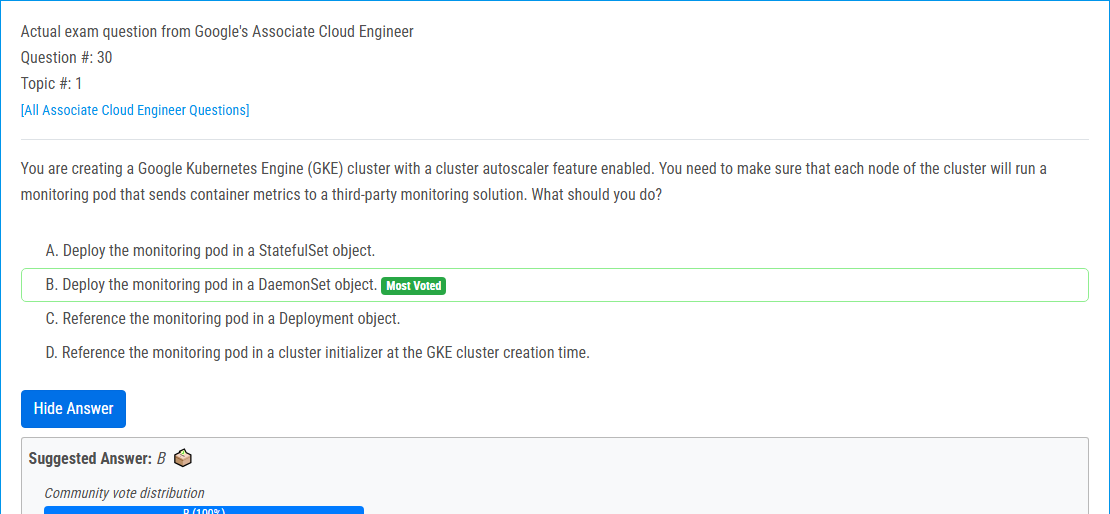 Actual exam question from Google's Associate Cloud Engineer
Question #: 30
Topic #: 1
[All Associate Cloud Engineer Questions]
You are creating a Google Kubernetes Engine (GKE) cluster with a cluster autoscaler feature enabled. You need to make sure that each node of the cluster will run a
monitoring pod that sends container metrics to a third-party monitoring solution. What should you do?
A. Deploy the monitoring pod in a StatefulSet object.
B. Deploy the monitoring pod in a DaemonSet object. Most Voted
C. Reference the monitoring pod in a Deployment object.
D. Reference the monitoring pod in a cluster initializer at the GKE cluster creation time.
Hide Answer
Suggested Answer: B
Community vote distribution
B (100%)